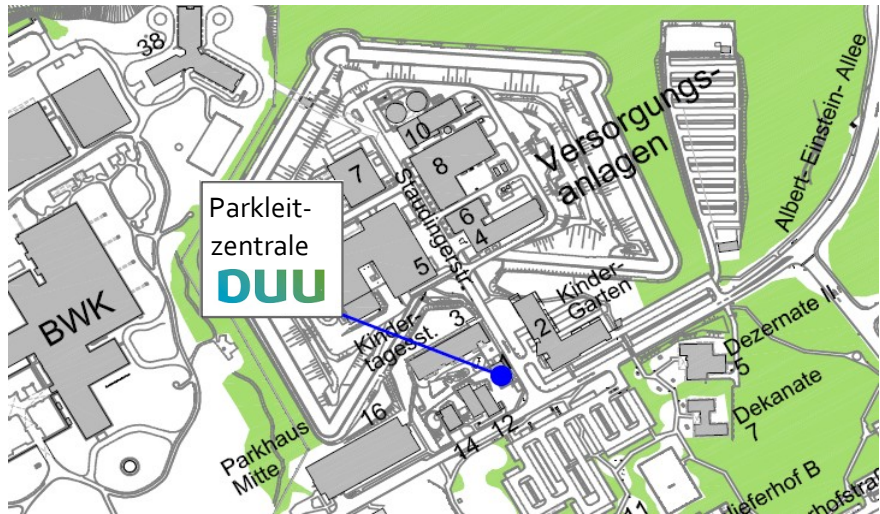 38
10
7
8
Versorgungs-
anlagen
Albert-Einstein-Allee
Parkleit-
zentrale
DUU
Staudingerstr.
6
4
5
BWK
Kinder-
Garten
2
3
Kinder-
tagesst.
1
Dezernate II
5
Dekanate
7
16
Parkhaus
Mitte
14
12
11
lieferhof B
rhofstraß